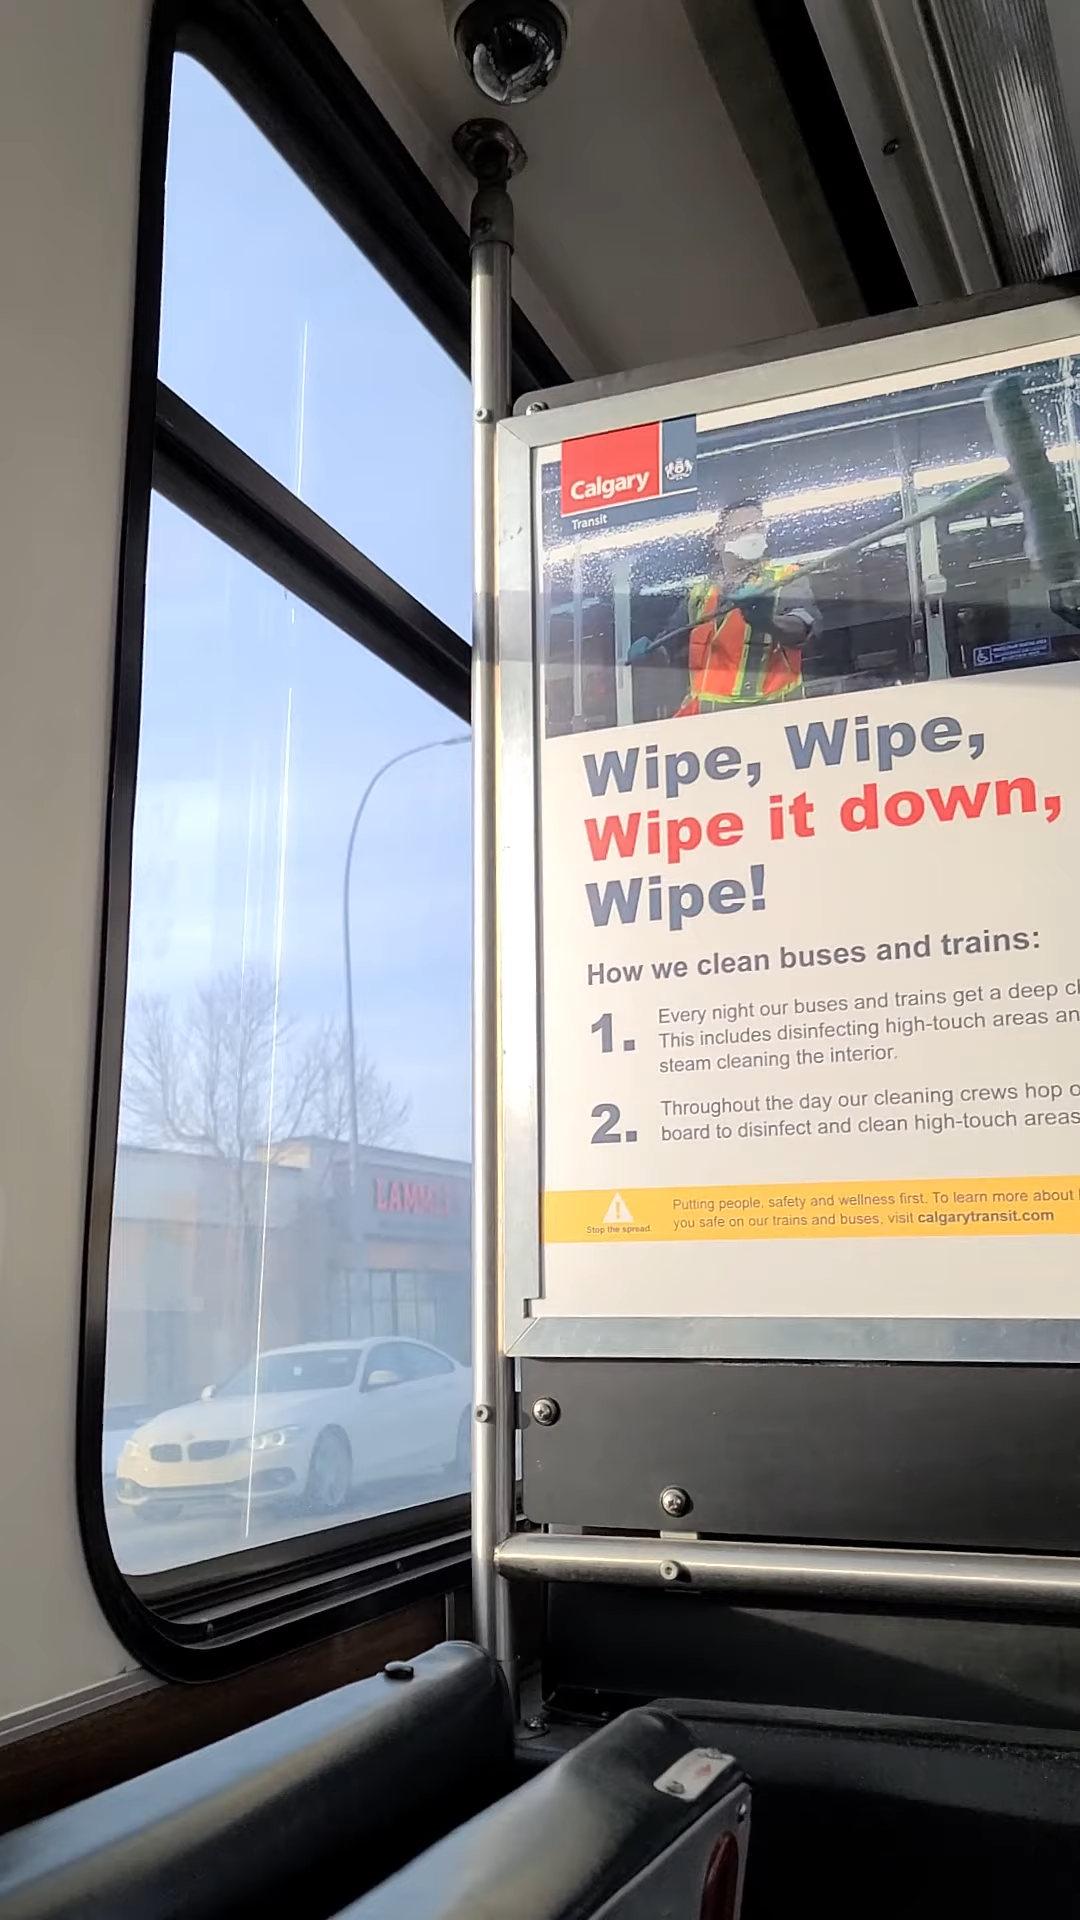 Calgary
Transit
Wipe, Wipe,
Wipe it down,
Wipe!
How we clean buses and trains:
1. Every night our buses and trains get a deep
This includes disinfecting high-touch areas
steam cleaning the interior.
2. Throughout the day our cleaning crews hop
board to disinfect and clean high-touch areas
Stop the spread.
Putting people, safety and wellness first. To learn more about
you safe on our trains and buses, visit calgarytransit.com